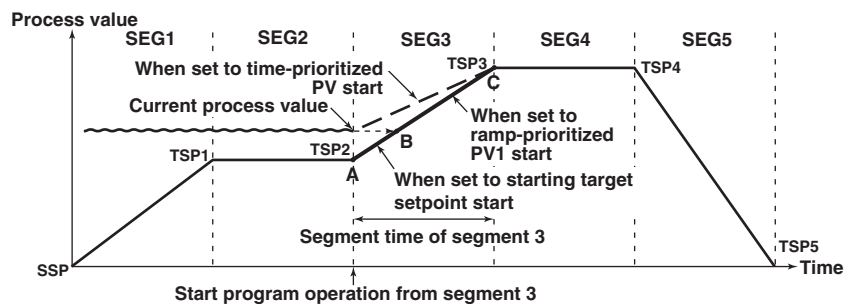 Process value
SEG1
SEG2
SEG3
SEG4
SEG5
When set to time-prioritized
PV start
TSP3
C
TSP4
Current process value
When set to
ramp-prioritized
PV1 start
B
TSP1
TSP2
A
When set to starting target
setpoint start
Segment time of segment 3
TSP5
SSP
Time
Start program operation from segment 3